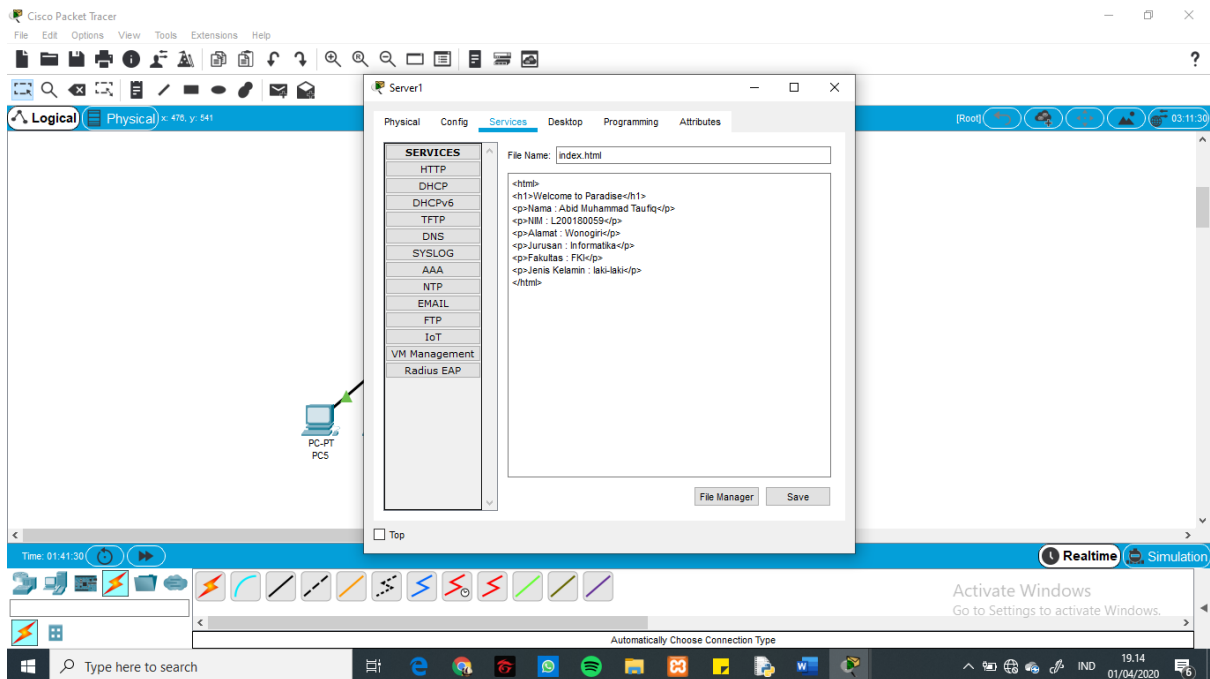 Cisco Packet Tracer
File Edit Options View Tools Extensions Help
?
Server1
Logical Physical x: 476, y: 541
[Root] 03:11:30
Physical Config Services Desktop Programming Attributes
SERVICES
HTTP
DHCP
DHCPv6
TFTP
DNS
SYSLOG
AAA
NTP
EMAIL
FTP
IoT
VM Management
Radius EAP
File Name: index.html
<html>
<h1>Welcome to Paradise</h1>
<p>Nama : Abid Muhammad Taufiq</p>
<p>NIM : L200180059</p>
<p>Alamat : Wonogiri</p>
<p>Jurusan : Informatika</p>
<p>Fakultas : FKI</p>
<p>Jenis Kelamin : laki-laki</p>
</html>
File Manager Save
Top
PC-PT
PC5
Time: 01:41:30
Realtime Simulation
Activate Windows
Go to Settings to activate Windows.
Automatically Choose Connection Type
Type here to search
IND
19.14
01/04/2020
6